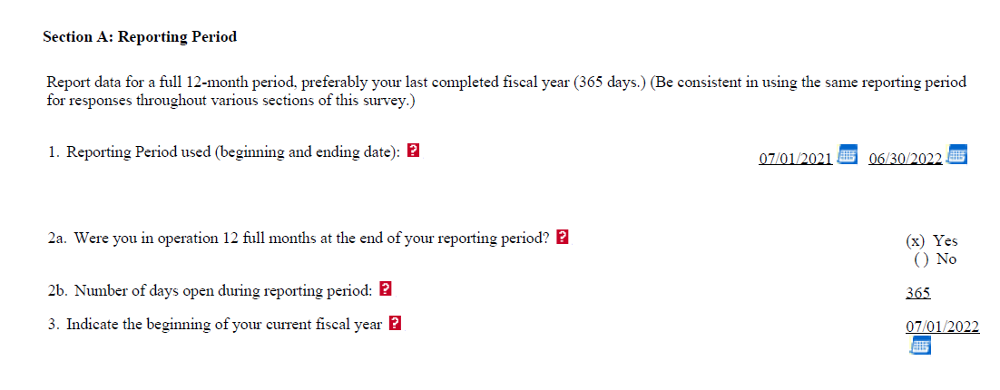 Section A: Reporting Period
Report data for a full 12-month period, preferably your last completed fiscal year (365 days.) (Be consistent in using the same reporting period
for responses throughout various sections of this survey.)
1. Reporting Period used (beginning and ending date): ? 07/01/2021 06/30/2022
2a. Were you in operation 12 full months at the end of your reporting period? ? (x) Yes
() No
2b. Number of days open during reporting period: ? 365
3. Indicate the beginning of your current fiscal year ? 07/01/2022